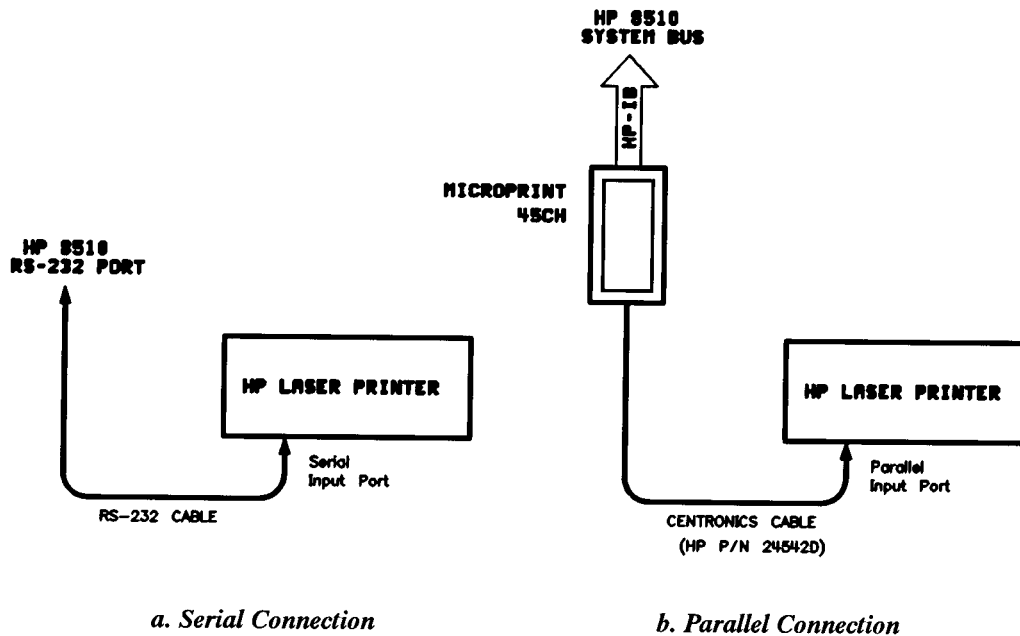 HP 8510
RS-232 PORT
HP LASER PRINTER
Serial
Input Port
RS-232 CABLE
a. Serial Connection
HP 8510
SYSTEM BUS
HP-IB
MICROPRINT
45CH
HP LASER PRINTER
Parallel
Input Port
CENTRONICS CABLE
(HP P/N 24542D)
b. Parallel Connection